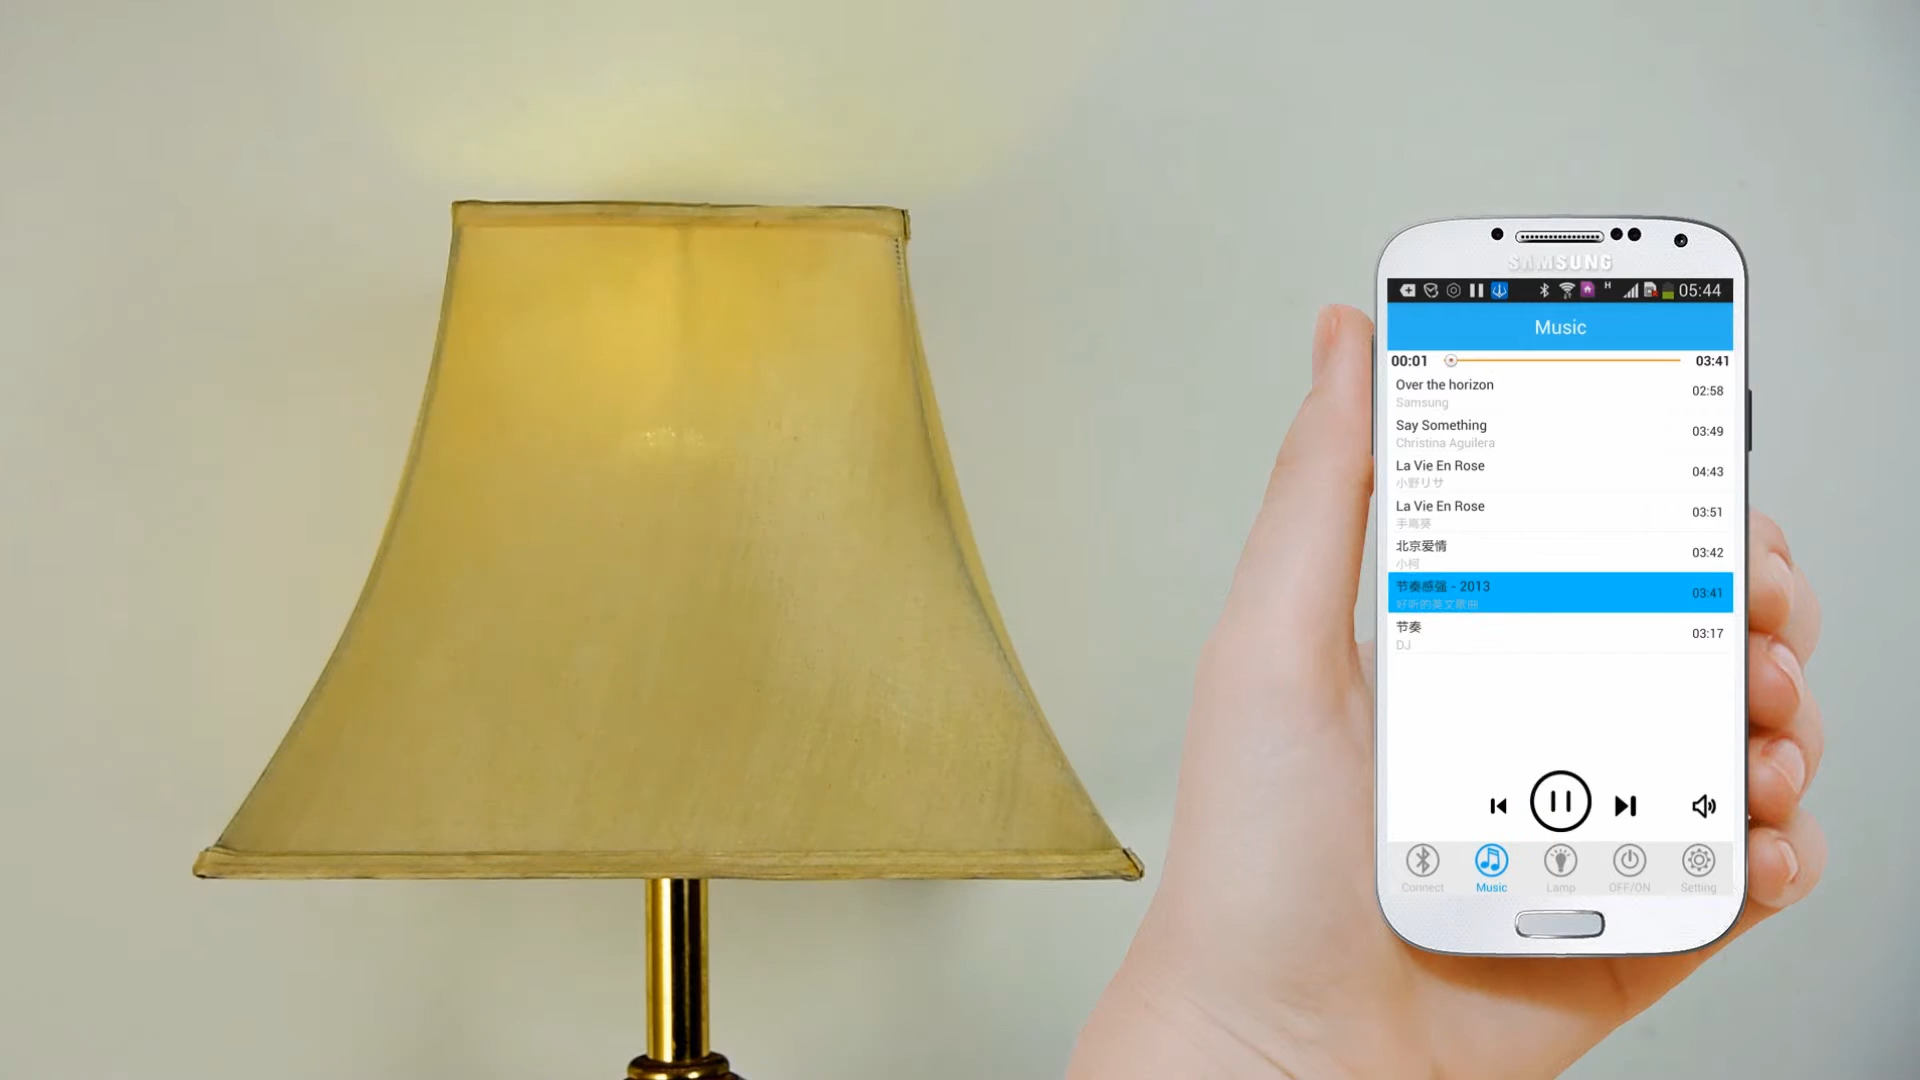 SAMSUNG
H
05:44
Music
00:01
03:41
Over the horizon
02:58
Samsung
Say Something
03:49
Christina Aguilera
La Vie En Rose
04:43
小野リサ
La Vie En Rose
03:51
手嶌葵
北京爱情
03:42
小柯
节奏感强 - 2013
03:41
好听的英文歌曲
节奏
03:17
DJ
Connect
Music
Lamp
OFF/ON
Setting